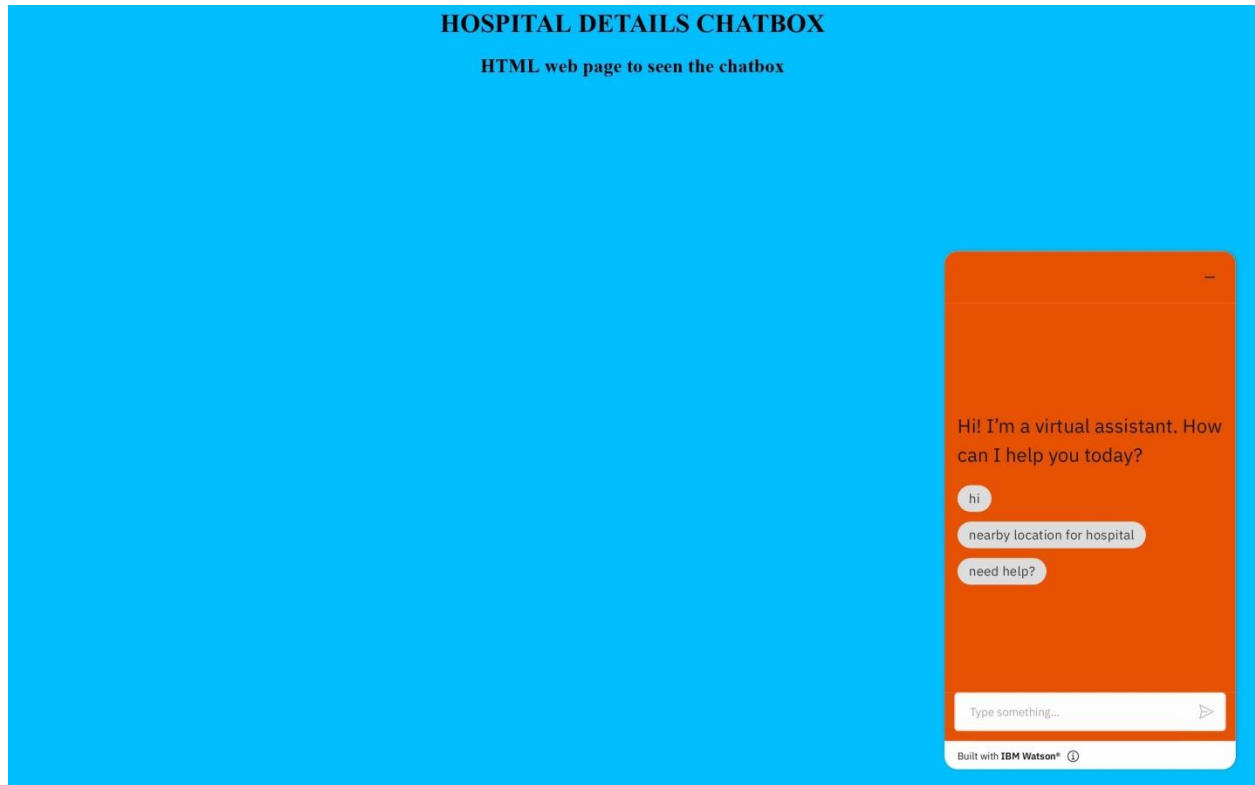 HOSPITAL DETAILS CHATBOX
HTML web page to seen the chatbox
Hi! I’m a virtual assistant. How
can I help you today?
hi
nearby location for hospital
need help?
Type something...
Built with IBM Watson®